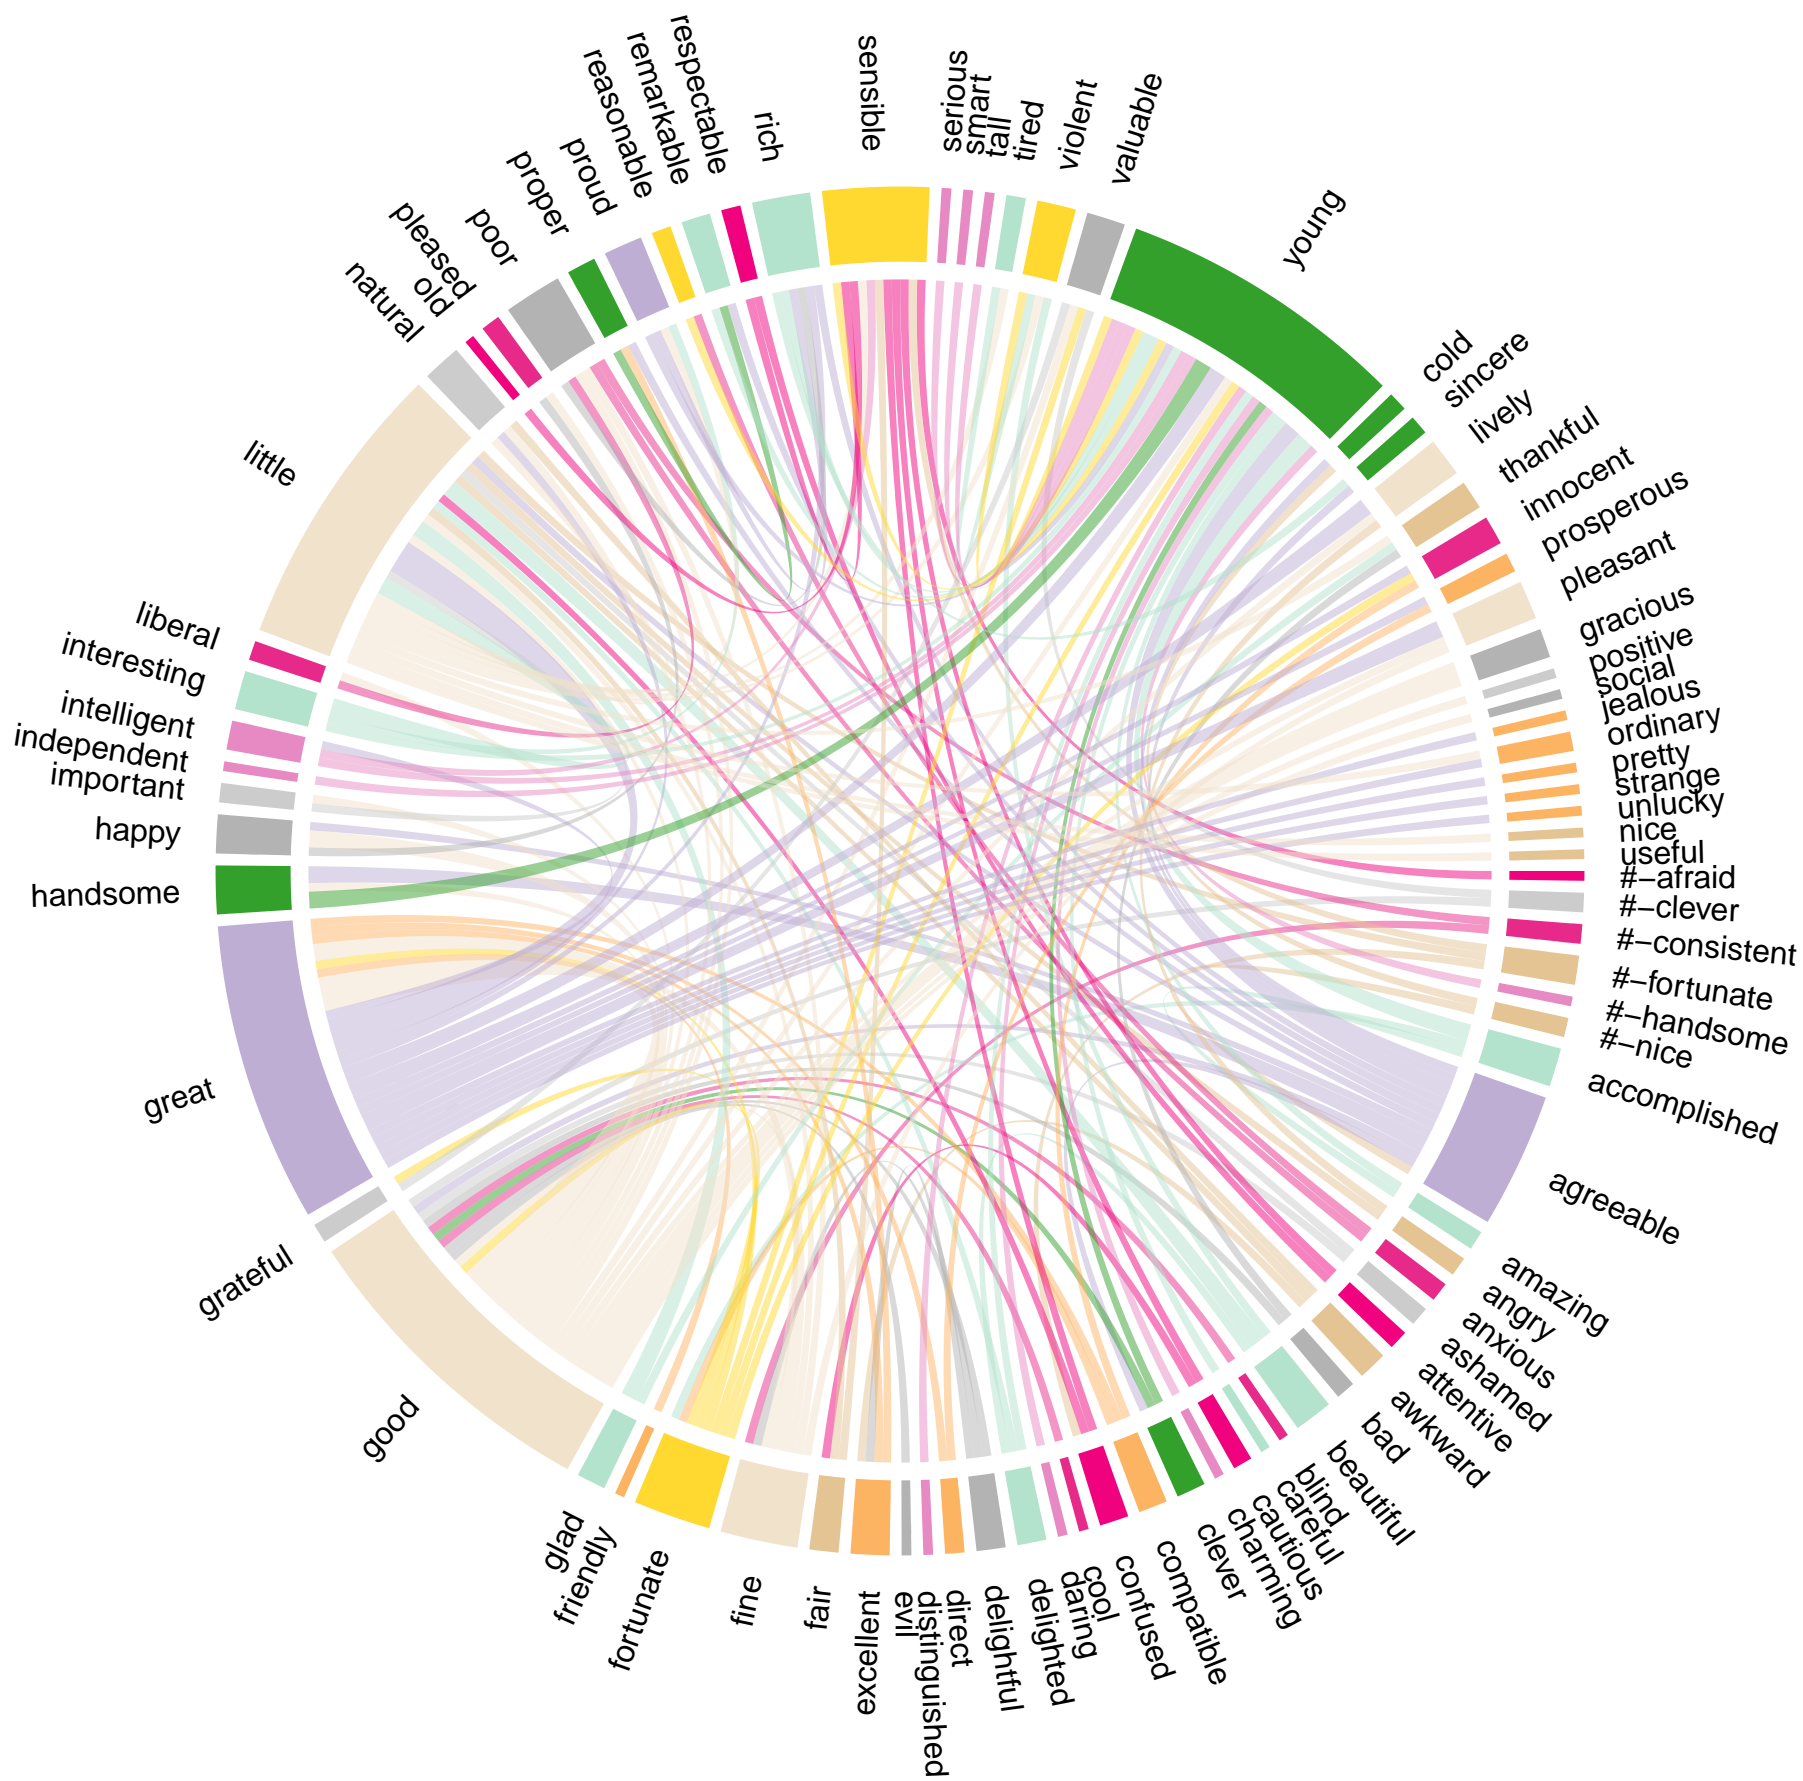 sensible
serious
smart
tall
tired
violent
valuable
young
cold
sincere
lively
thankful
innocent
prosperous
pleasant
gracious
positive
social
jealous
ordinary
pretty
strange
unlucky
nice
useful
#–afraid
#–clever
#–consistent
#–fortunate
#–handsome
#–nice
accomplished
agreeable
amazing
angry
anxious
ashamed
attentive
awkward
bad
beautiful
blind
careful
cautious
charming
clever
compatible
confused
cool
daring
delighted
delightful
direct
distinguished
evil
excellent
fair
fine
fortunate
friendly
glad
good
grateful
great
handsome
happy
important
independent
intelligent
interesting
liberal
little
natural
old
pleased
poor
proper
proud
reasonable
remarkable
respectable
rich